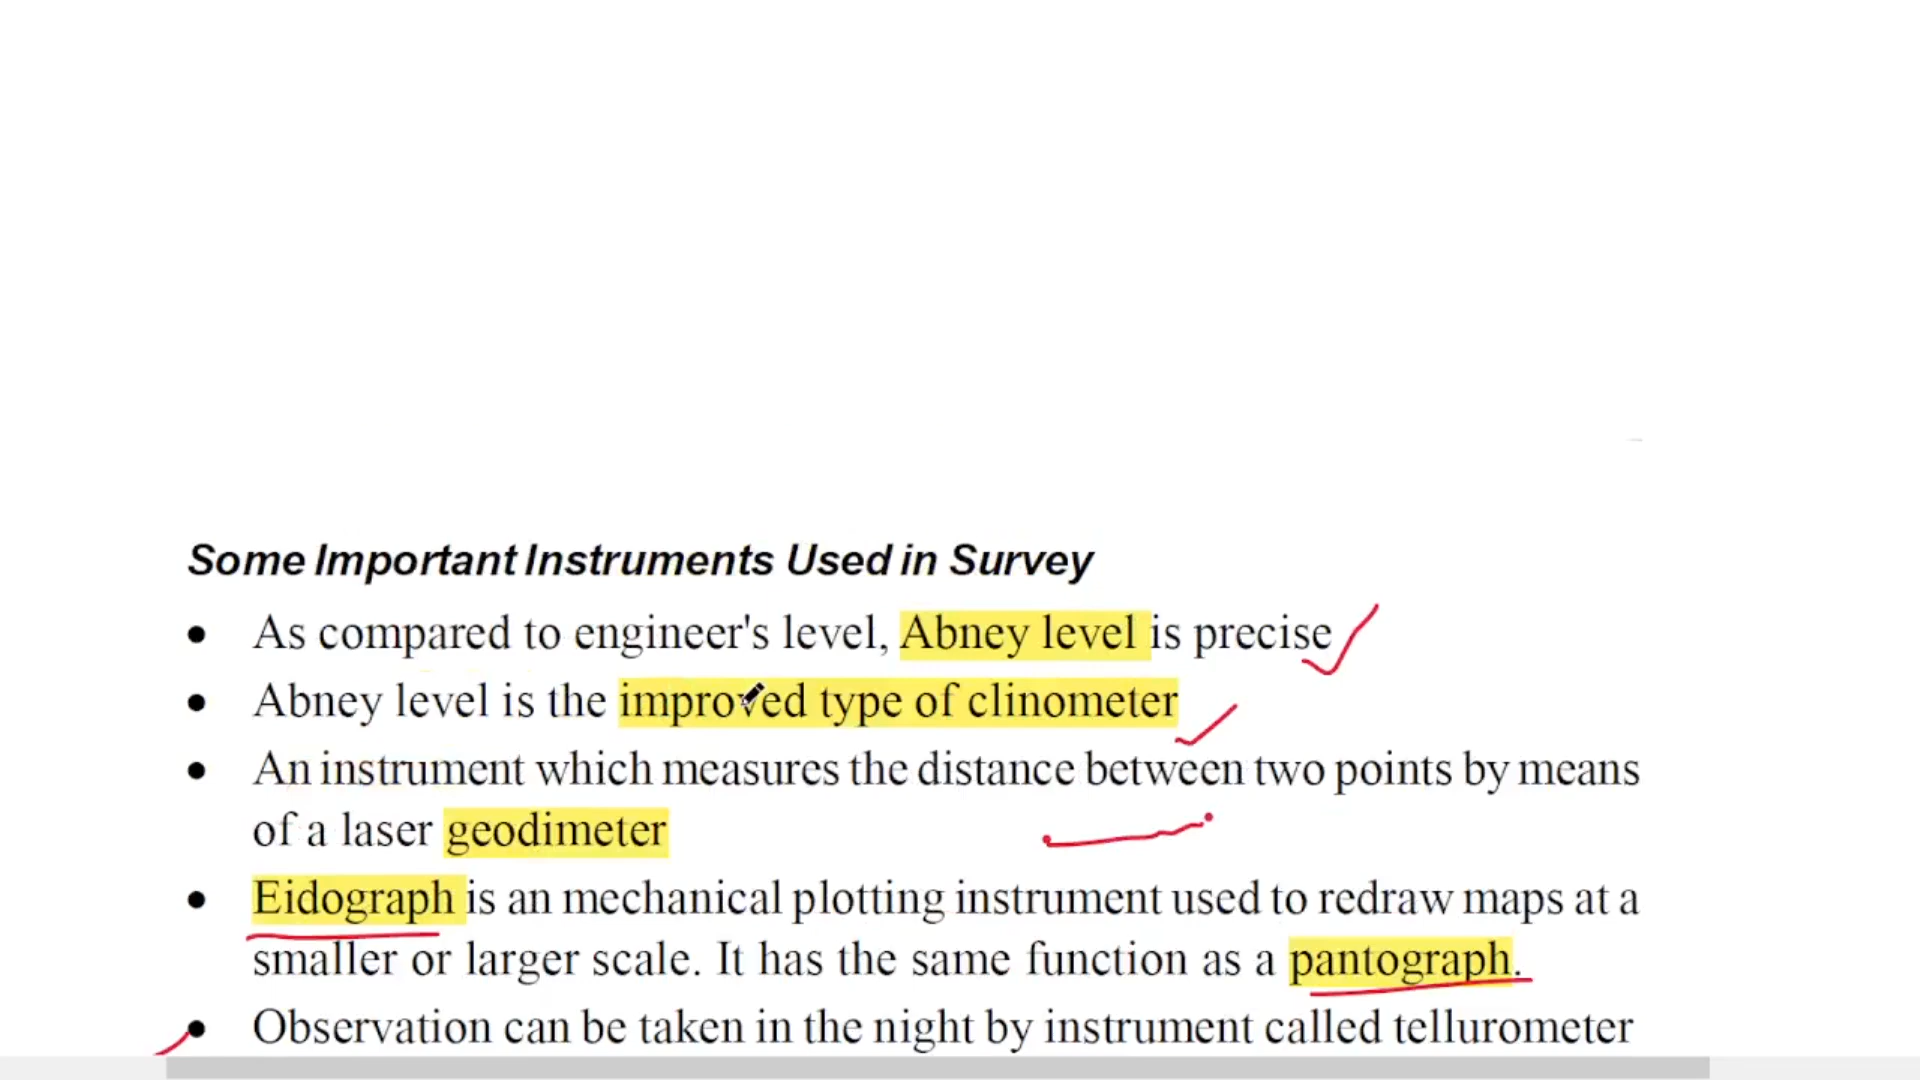 Some Important Instruments Used in Survey
• As compared to engineer's level, Abney level is precise
• Abney level is the improved type of clinometer
• An instrument which measures the distance between two points by means
of a laser geodimeter
• Eidograph is an mechanical plotting instrument used to redraw maps at a
smaller or larger scale. It has the same function as a pantograph.
• Observation can be taken in the night by instrument called tellurometer